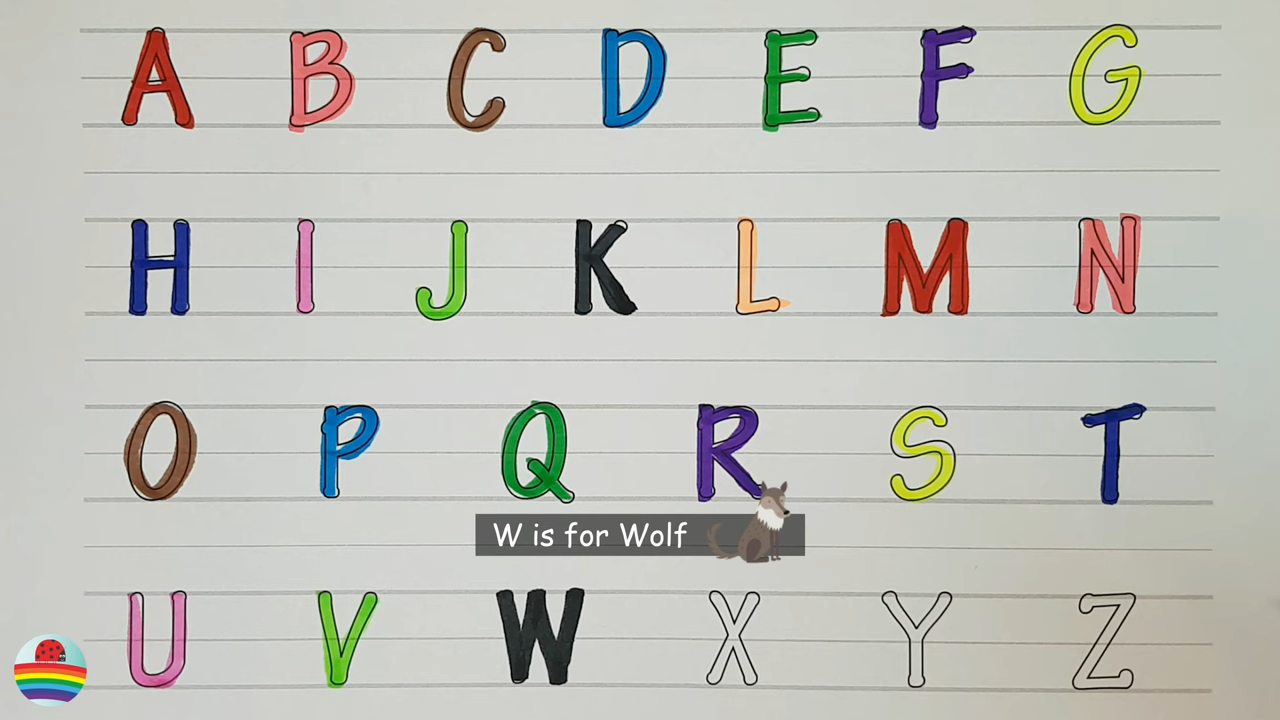 A B C D E F G
H I J K L M N
O P Q R S T
W is for Wolf
U V W X Y Z